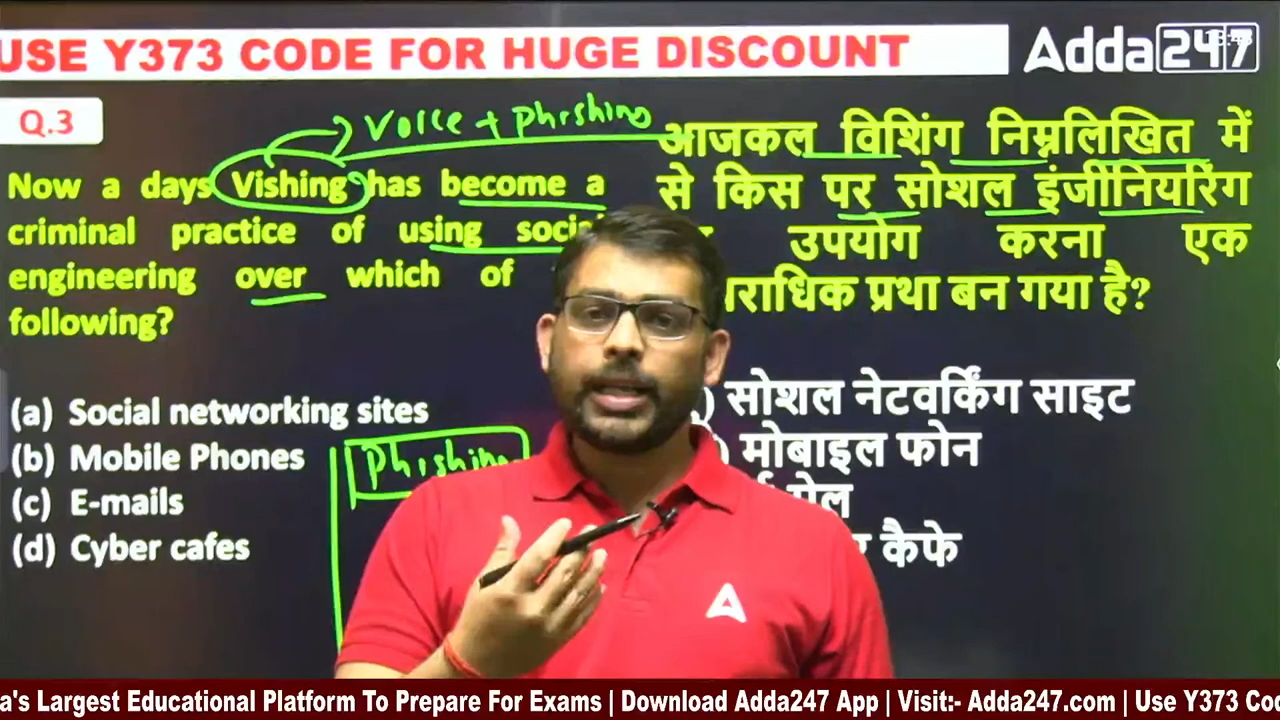 USE Y373 CODE FOR HUGE DISCOUNT
Adda247
Q.3
Voice + Phishing
Now a days Vishing has become a
criminal practice of using social
engineering over which of
following?
(a) Social networking sites
(b) Mobile Phones
(c) E-mails
(d) Cyber cafes
Phishing
आजकल विशिंग निम्नलिखित में
से किस पर सोशल इंजीनियरिंग
उपयोग करना एक
प्रथा बन गया है?
सोशल नेटवर्किंग साइट
मोबाइल फोन
मेल
कैफे
Largest Educational Platform To Prepare For Exams | Download Adda247 App | Visit:- Adda247.com | Use Y373